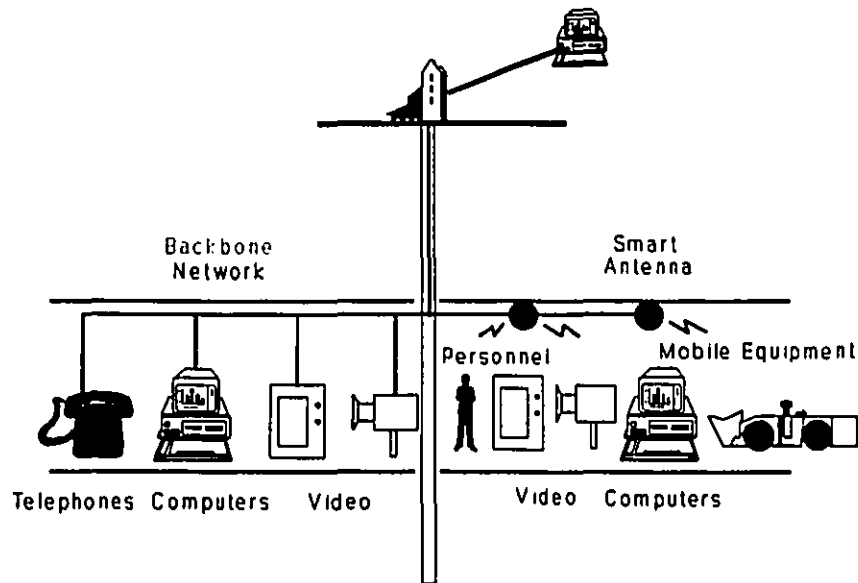 Backbone
Network
Smart
Antenna
Personnel
Mobile Equipment
Telephones Computers Video
Video Computers